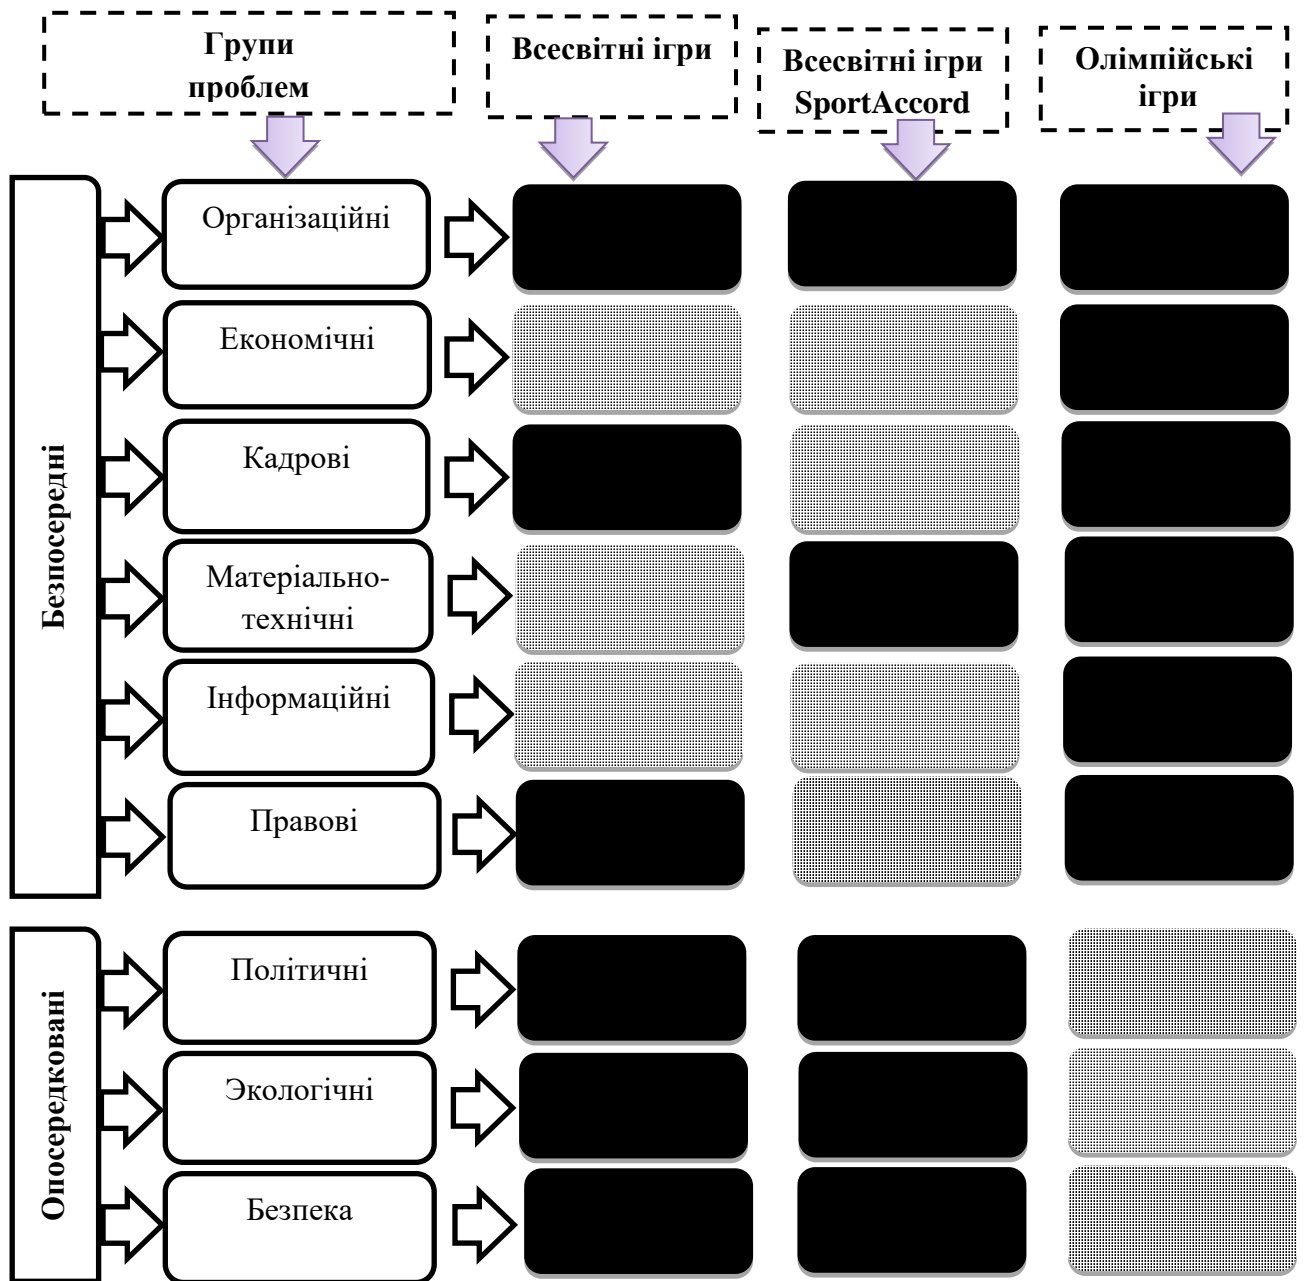 Групи
проблем
Всесвітні ігри
Всесвітні ігри
SportAccord
Олімпійські
ігри
Безпосередні
Організаційні
Економічні
Кадрові
Матеріально-
технічні
Інформаційні
Правові
Опосередковані
Політичні
Экологічні
Безпека